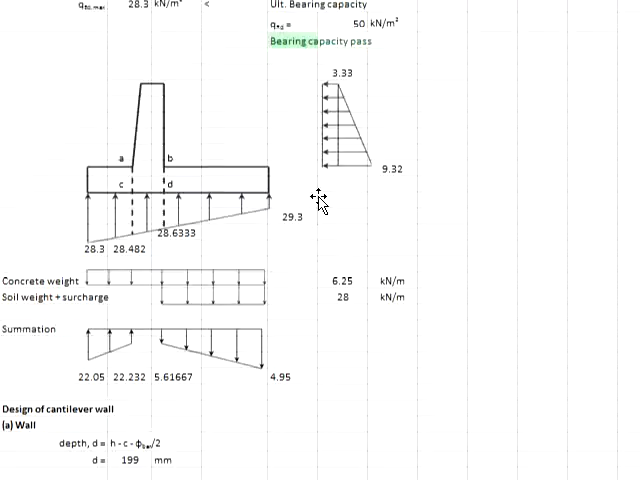 28.3 kN/m² < Ult. Bearing capacity
50 kN/m²
Bearing capacity pass
3.33
a b
9.32
c d
29.3
28.6333
28.3 28.482
Concrete weight 6.25 kN/m
Soil weight + surcharge 28 kN/m
Summation
22.05 22.232 5.61667 4.95
Design of cantilever wall
(a) Wall
depth, d = h - c - ϕbar/2
d = 199 mm